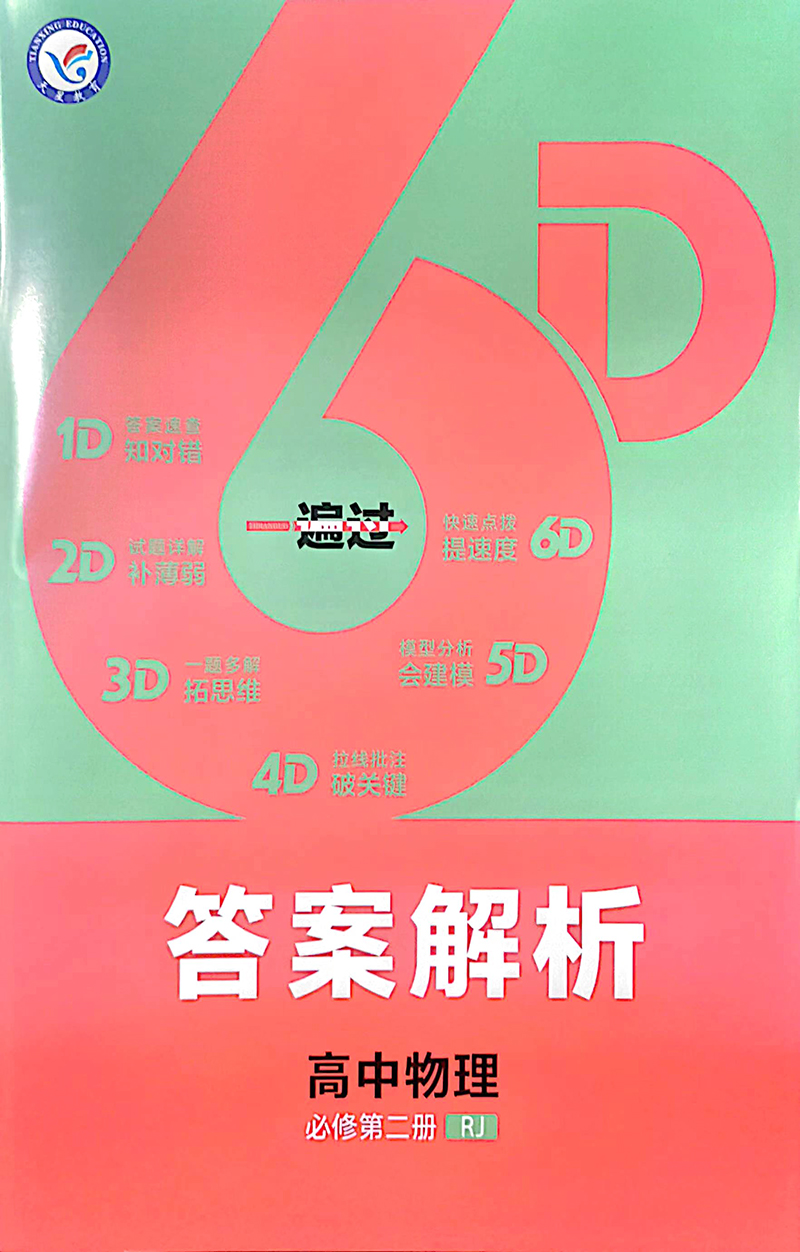 TIANXING EDUCATION
天星教育
6D
1D 答案速查
知对错
2D 试题详解
补薄弱
3D 一题多解
拓思维
4D 拉线批注
破关键
模型分析 5D
会建模
快速点拨 6D
提速度
一遍过
答案解析
高中物理
必修第二册 RJ